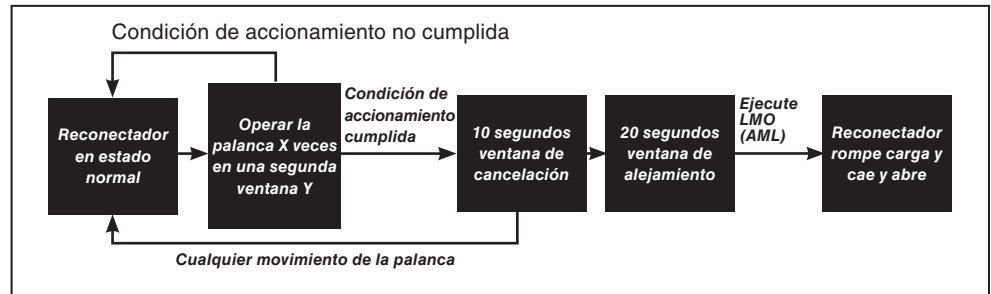 Condición de accionamiento no cumplida
Reconectador
en estado
normal
Operar la
palanca X veces
en una segunda
ventana Y
Condición de
accionamiento
cumplida
10 segundos
ventana de
cancelación
20 segundos
ventana de
alejamiento
Ejecute
LMO
(AML)
Reconectador
rompe carga y
cae y abre
Cualquier movimiento de la palanca